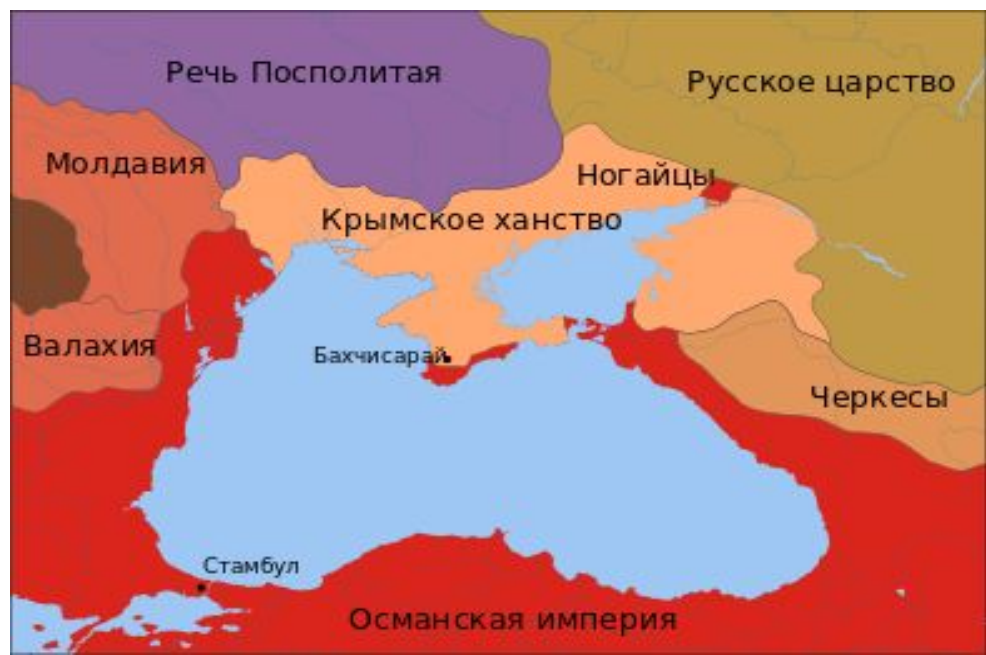 Речь Посполитая
Русское царство
Молдавия
Ногайцы
Крымское ханство
Валахия
Бахчисарай
Черкесы
Стамбул
Османская империя